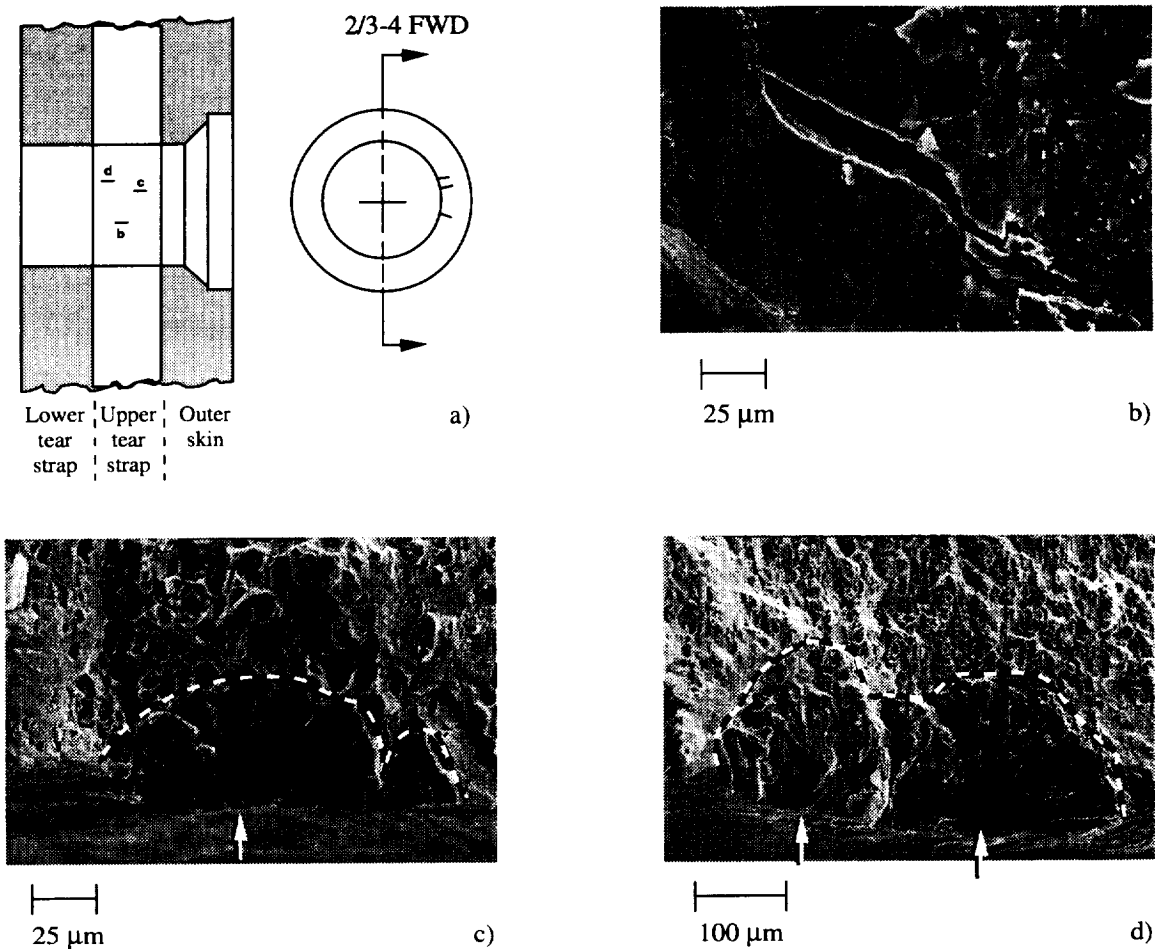 2/3-4 FWD
d
c
b
Lower tear strap
Upper tear strap
Outer skin
a)
25 μm
b)
25 μm
c)
100 μm
d)